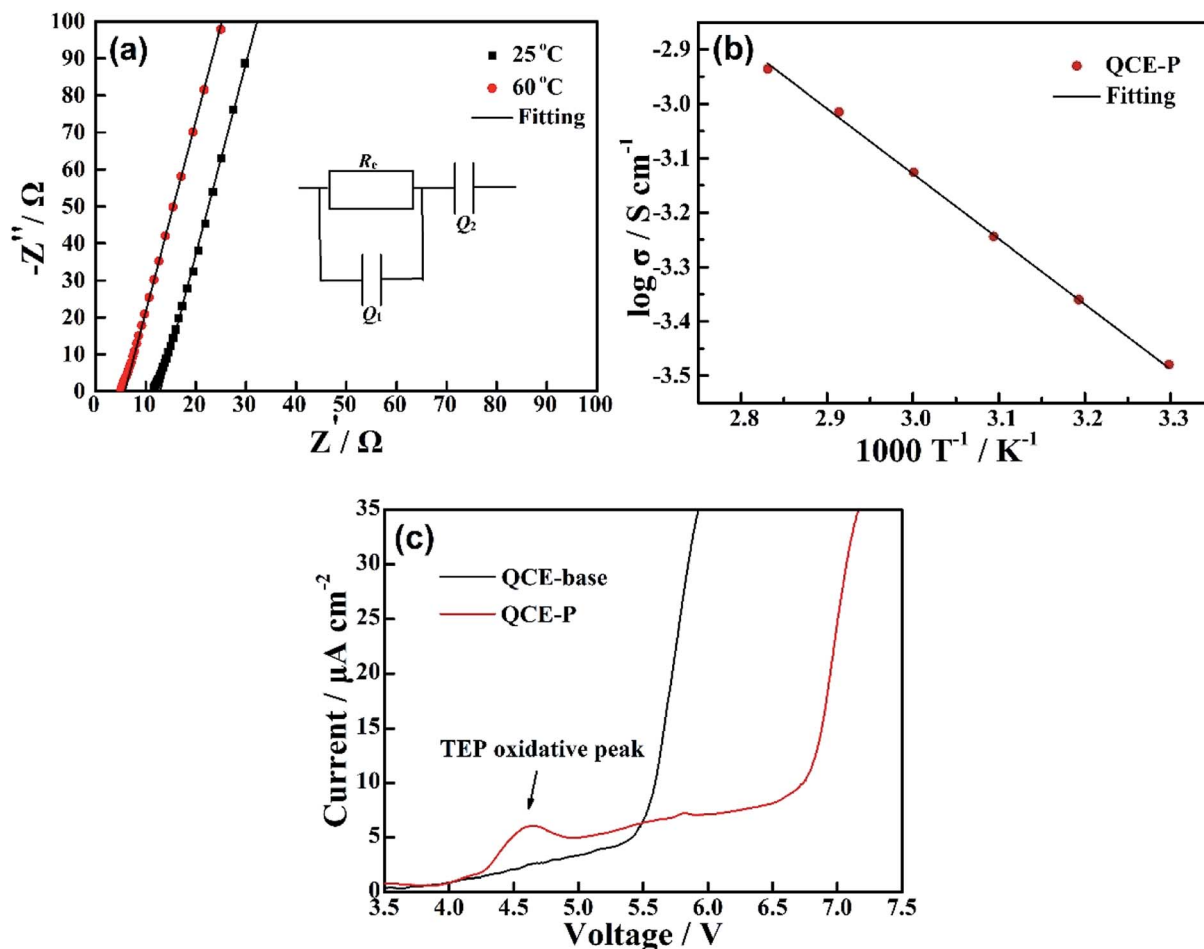 (a)
25 °C
60 °C
Fitting
Re
Q2
Q1
100
90
80
70
60
50
40
30
20
10
0
-Z''/ Ω
0 10 20 30 40 50 60 70 80 90 100
Z'/ Ω
(b)
QCE-P
Fitting
-2.9
-3.0
-3.1
-3.2
-3.3
-3.4
-3.5
log σ / S cm-1
2.8 2.9 3.0 3.1 3.2 3.3
1000 T-1 / K-1
(c)
QCE-base
QCE-P
TEP oxidative peak
35
30
25
20
15
10
5
0
Current / μA cm-2
3.5 4.0 4.5 5.0 5.5 6.0 6.5 7.0 7.5
Voltage / V